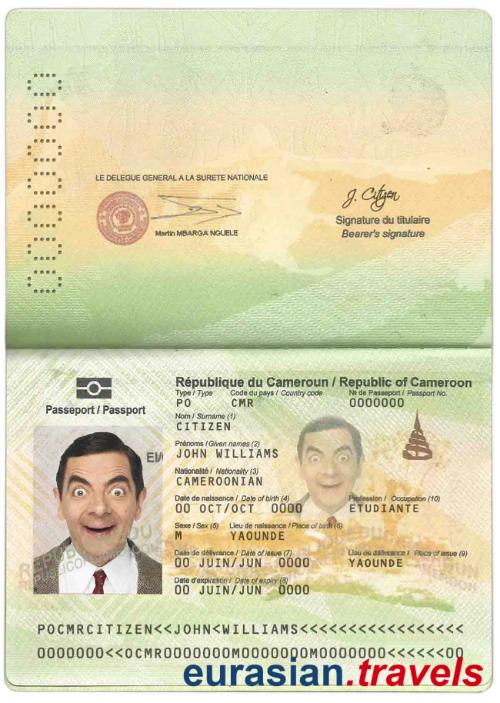 0000000
LE DELEGUE GENERAL A LA SURETE NATIONALE
Martin MBARGA NGUELE
J. Citizen
Signature du titulaire
Bearer's signature
République du Cameroun / Republic of Cameroon
Passeport / Passport
Type / Type Code du pays / Country code № de Passeport / Passport No.
PO CMR 0000000
Nom / Surname (1)
CITIZEN
Prénoms / Given names (2)
JOHN WILLIAMS
Nationalité / Nationality (3)
CAMEROONIAN
Date de naissance / Date of birth (4) Profession / Occupation (10)
00 OCT/OCT 0000 ETUDIANTE
Sexe / Sex (5) Lieu de naissance / Place of birth (6)
M YAOUNDE
Date de délivrance / Date of issue (7) Lieu de délivrance / Place of issue (9)
00 JUIN/JUN 0000 YAOUNDE
Date d'expiration / Date of expiry (8)
00 JUIN/JUN 0000
POCMRCITIZEN<<JOHN<WILLIAMS<<<<<<<<<<<<<<<<<
0000000<<0CMR0000000M0000000M0000000<<<<<<00
eurasian.travels